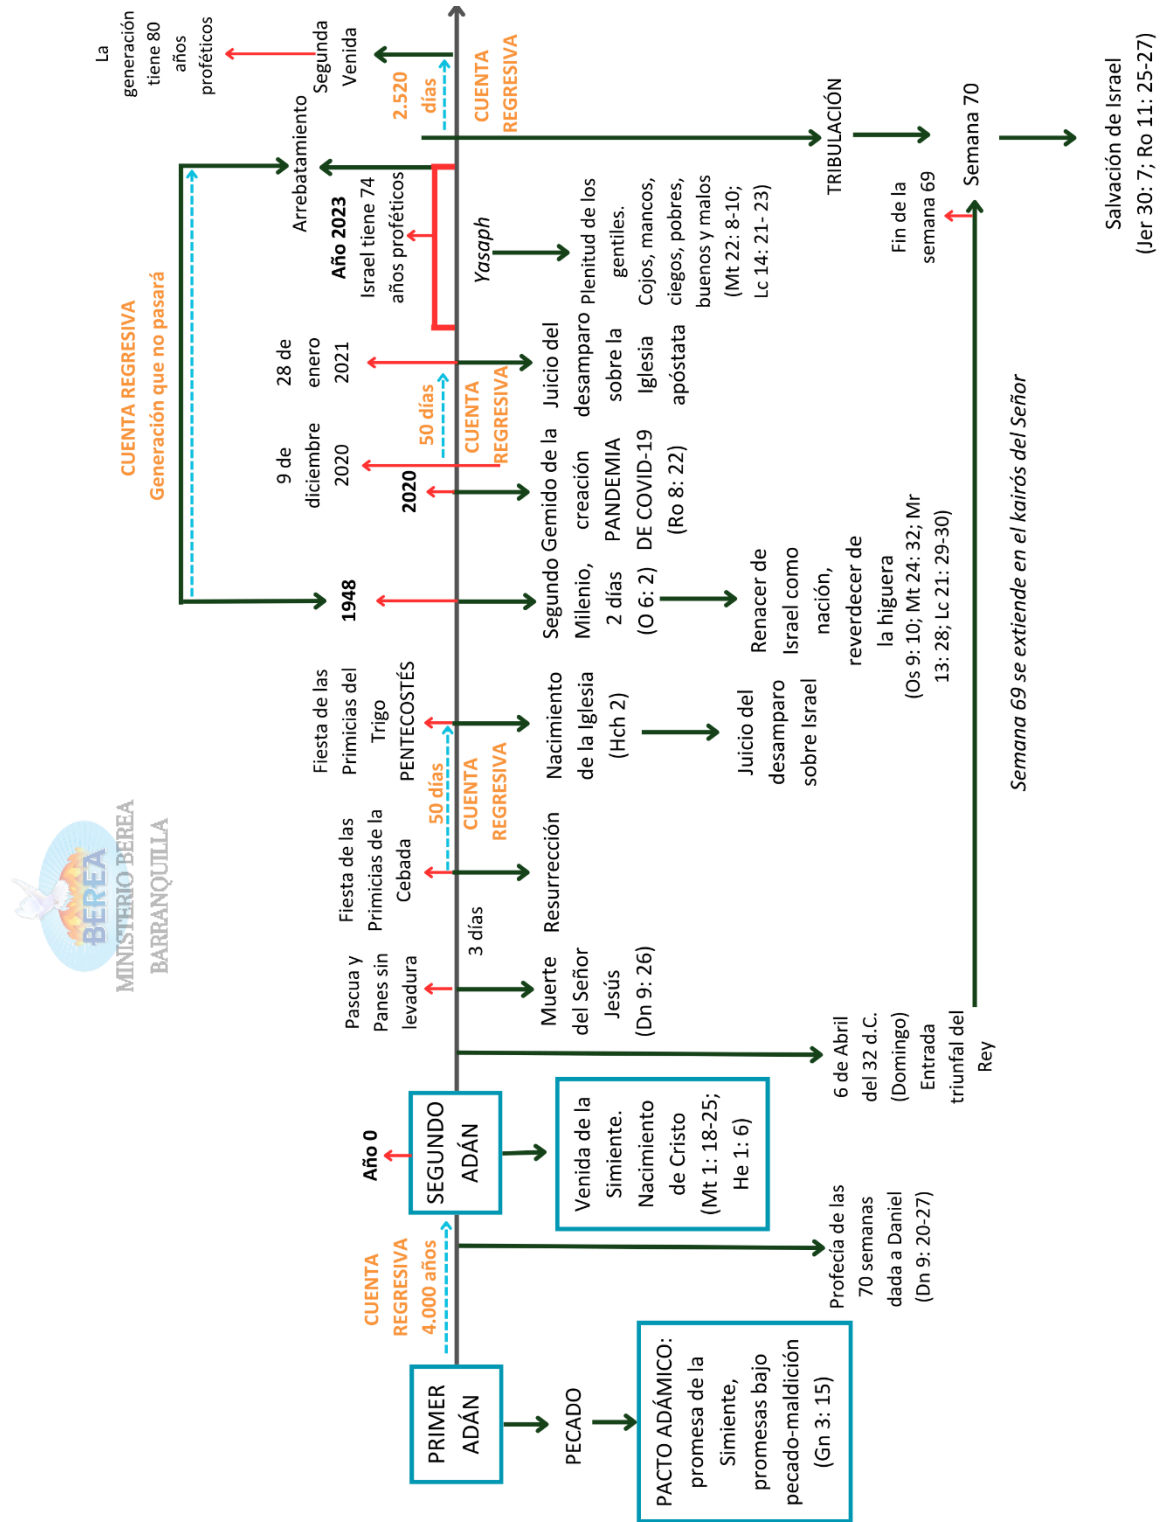 BEREA
MINISTERIO BEREA
BARRANQUILLA
PRIMER
ADÁN
PECADO
PACTO ADÁMICO:
promesa de la
Simiente,
promesas bajo
pecado-maldición
(Gn 3: 15)
CUENTA
REGRESIVA
4.000 años
Profecía de las
70 semanas
dada a Daniel
(Dn 9: 20-27)
Año 0
SEGUNDO
ADÁN
Venida de la
Simiente.
Nacimiento
de Cristo
(Mt 1: 18-25;
He 1: 6)
6 de Abril
del 32 d.C.
(Domingo)
Entrada
triunfal del
Rey
Pascua y
Panes sin
levadura
Muerte
del Señor
Jesús
(Dn 9: 26)
3 días
Fiesta de las
Primicias de la
Cebada
Resurrección
50 días
CUENTA
REGRESIVA
Fiesta de las
Primicias del
Trigo
PENTECOSTÉS
Nacimiento
de la Iglesia
(Hch 2)
Juicio del
desamparo
sobre Israel
CUENTA REGRESIVA
Generación que no pasará
1948
Segundo
Milenio,
2 días
(O 6: 2)
Renacer de
Israel como
nación,
reverdecer de
la higuera
(Os 9: 10; Mt 24: 32; Mr
13: 28; Lc 21: 29-30)
2020
Gemido de la
creación
PANDEMIA
DE COVID-19
(Ro 8: 22)
9 de
diciembre
2020
50 días
CUENTA
REGRESIVA
28 de
enero
2021
Juicio del
desamparo
sobre la
Iglesia
apóstata
Arrebatamiento
Año 2023
Israel tiene 74
años proféticos
Yasaph
Plenitud de los
gentiles.
Cojos, mancos,
ciegos, pobres,
buenos y malos
(Mt 22: 8-10;
Lc 14: 21- 23)
La
generación
tiene 80
años
proféticos
Segunda
Venida
2.520
días
CUENTA
REGRESIVA
TRIBULACIÓN
Fin de la
semana 69
Semana 70
Salvación de Israel
(Jer 30: 7; Ro 11: 25-27)
Semana 69 se extiende en el kairós del Señor